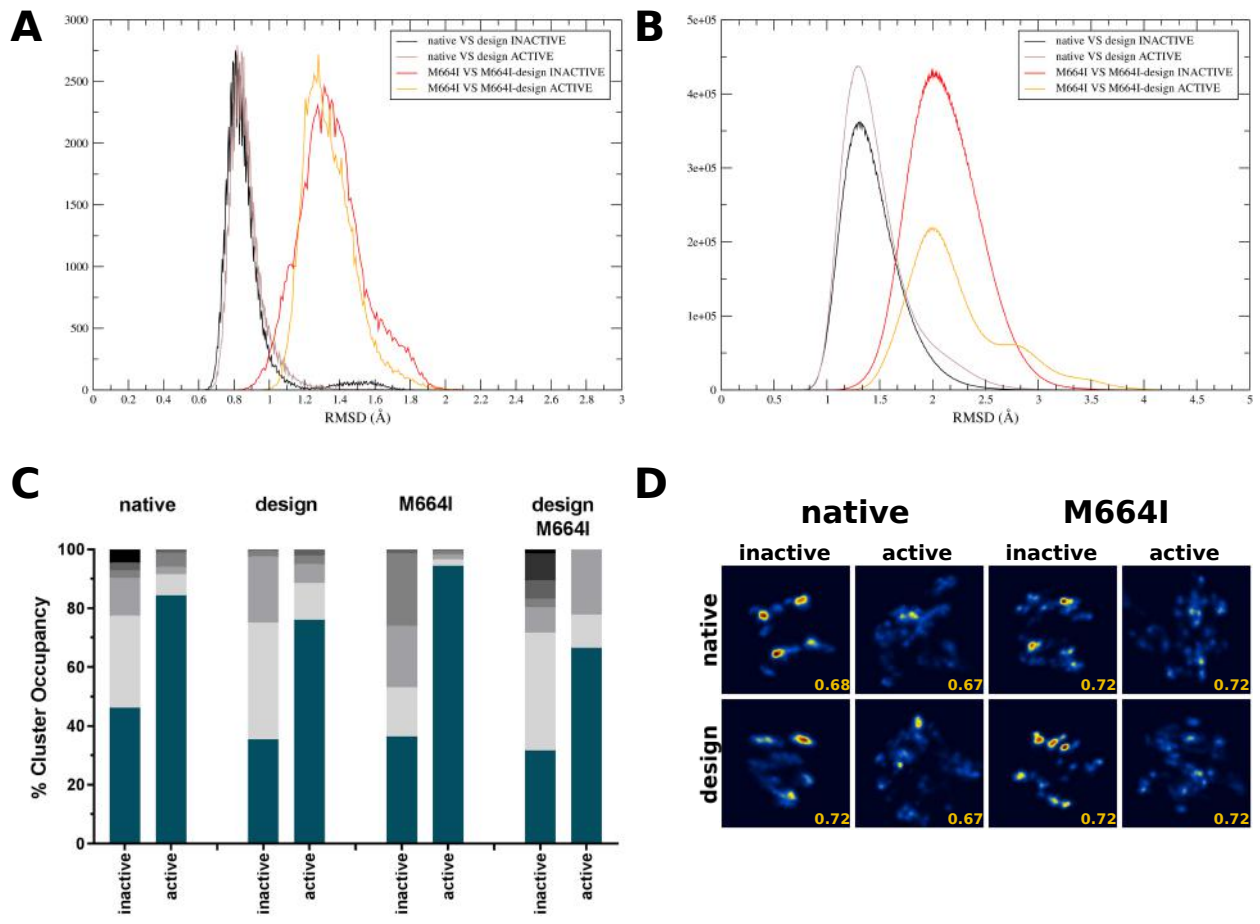 A
native VS design INACTIVE
native VS design ACTIVE
M664I VS M664I-design INACTIVE
M664I VS M664I-design ACTIVE
3000
2500
2000
1500
1000
500
0
0 0.2 0.4 0.6 0.8 1 1.2 1.4 1.6 1.8 2 2.2 2.4 2.6 2.8 3
RMSD (Å)
B
native VS design INACTIVE
native VS design ACTIVE
M664I VS M664I-design INACTIVE
M664I VS M664I-design ACTIVE
5e+05
4e+05
3e+05
2e+05
1e+05
0
0 0.5 1 1.5 2 2.5 3 3.5 4 4.5 5
RMSD (Å)
C
native design M664I design
M664I
% Cluster Occupancy
100
80
60
40
20
0
inactive active inactive active inactive active inactive active
D
native M664I
inactive active inactive active
native
0.68 0.67 0.72 0.72
design
0.72 0.67 0.72 0.72